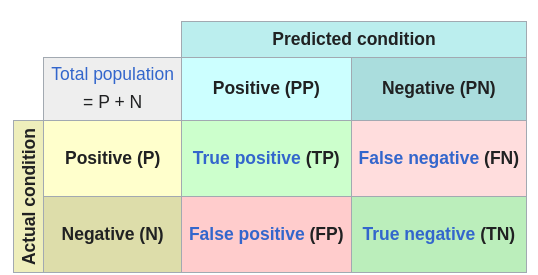 Predicted condition
Total population
= P + N
Positive (PP)
Negative (PN)
Actual condition
Positive (P)
True positive (TP)
False negative (FN)
Negative (N)
False positive (FP)
True negative (TN)